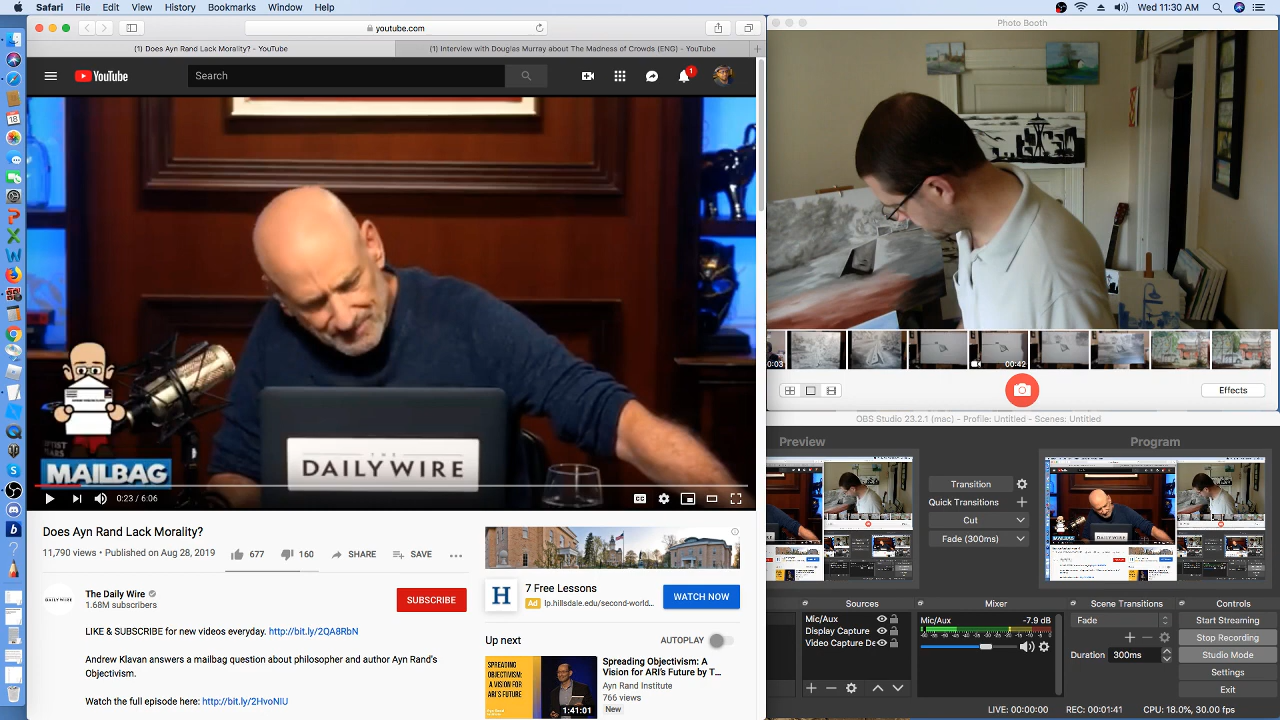 Safari File Edit View History Bookmarks Window Help
Wed 11:30 AM
youtube.com
(1) Does Ayn Rand Lack Morality? - YouTube
(1) Interview with Douglas Murray about The Madness of Crowds (ENG) - YouTube
YouTube
Search
1
MAILBAG
THE
DAILY WIRE
0:23 / 6:06
Does Ayn Rand Lack Morality?
11,790 views • Published on Aug 28, 2019
677
160
SHARE
SAVE
The Daily Wire
1.68M subscribers
SUBSCRIBE
LIKE & SUBSCRIBE for new videos everyday. http://bit.ly/2QA8RbN
Andrew Klavan answers a mailbag question about philosopher and author Ayn Rand's
Objectivism.
Watch the full episode here: http://bit.ly/2HvoNIU
H
7 Free Lessons
Ad lp.hillsdale.edu/second-world...
WATCH NOW
Up next
AUTOPLAY
SPREADING
OBJECTIVISM:
A VISION FOR
ARI'S FUTURE
1:41:01
Spreading Objectivism: A
Vision for ARI's Future by T...
Ayn Rand Institute
766 views
New
Photo Booth
0:03
00:42
Effects
OBS Studio 23.2.1 (mac) - Profile: Untitled - Scenes: Untitled
Preview
Program
Transition
Quick Transitions
Cut
Fade (300ms)
Sources
Mic/Aux
Display Capture
Video Capture De
Mixer
Mic/Aux
-7.9 dB
Scene Transitions
Fade
Duration 300ms
Controls
Start Streaming
Stop Recording
Studio Mode
Settings
Exit
LIVE: 00:00:00
REC: 00:01:41
CPU: 18.0%, 30.00 fps